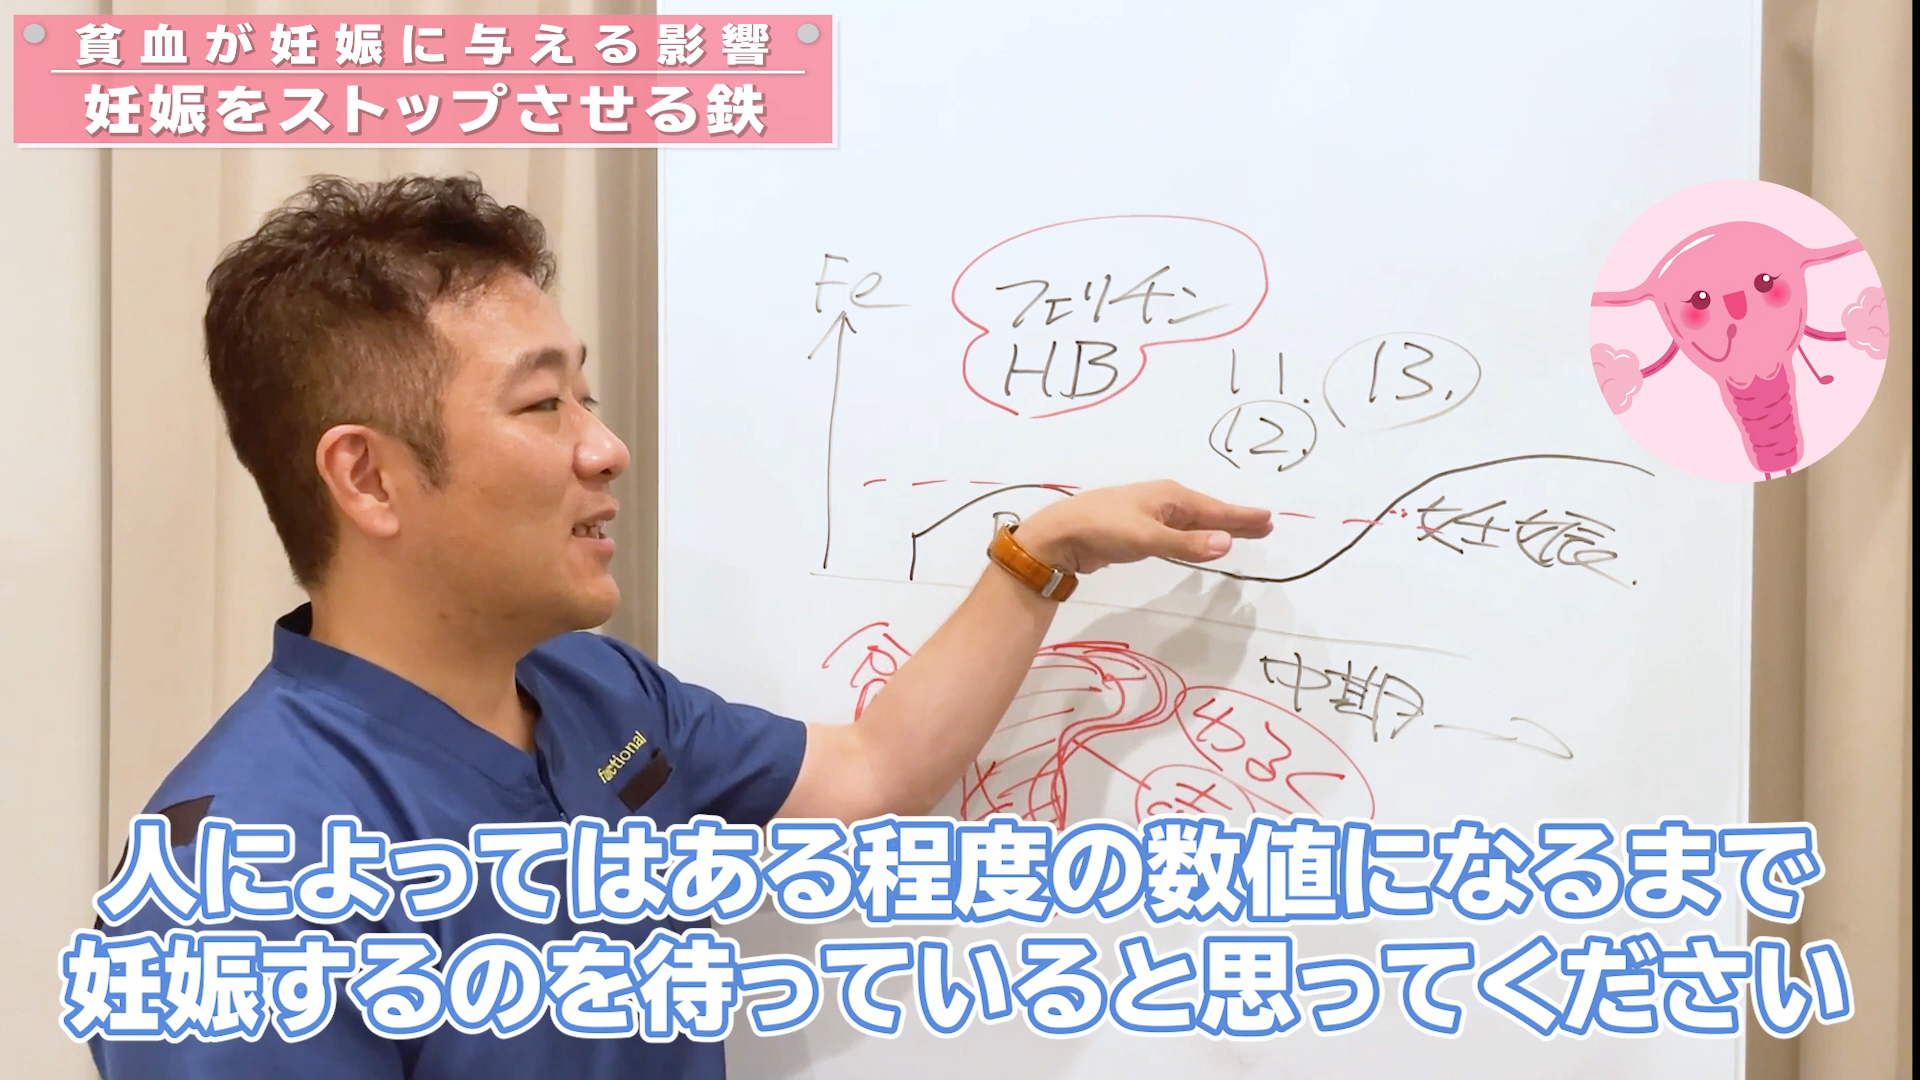 貧血が妊娠に与える影響
妊娠をストップさせる鉄
Fe
フェリチン
HB
11.
13.
12.
妊娠
中期
わるく
functional
人によってはある程度の数値になるまで
妊娠するのを待っていると思ってください